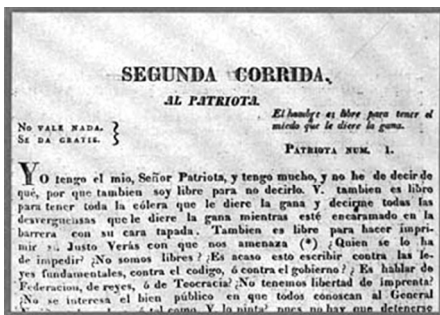 SEGUNDA CORRIDA.
AL PATRIOTA.
El hombre es libre para tener el
miedo que le diere la gana.
No vale nada.
Se da gratis.
Patriota num. 1.
YO tengo el mio, Señor Patriota, y tengo mucho, y no he de decir de
qué, por que tambien soy libre para no decirlo. V. tambien es libre
para tener toda la cólera que le diere la gana y decirme todas las
desverguensas que le diere la gana mientras esté encaramado en la
barrera con su cara tapada. Tambien es libre para hacer impri-
mir su Justo Verás con que nos amenaza (*) ¿Quien se lo ha
de impedir? ¿No somos libres? ¿Es acaso esto escribir contra las le-
yes fundamentales, contra el codigo, ó contra el gobierno? ¿Es hablar de
Federacion, de reyes, ó de Teocracia? ¿No tenemos libertad de imprenta?
¿No se interesa el bien público en que todos conoscan al General
pues no hay que detenerse